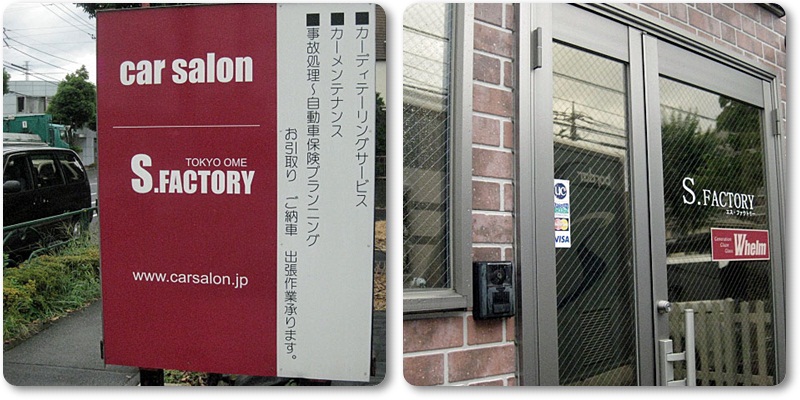 car salon
TOKYO OME
S.FACTORY
www.carsalon.jp
■カーディテーリングサービス
■カーメンテナンス
■事故処理～自動車保険プランニング
お引取り ご納車 出張作業承ります。
UC
VISA
S.FACTORY
エス・ファクトリー
Generation
Glass
Whelm